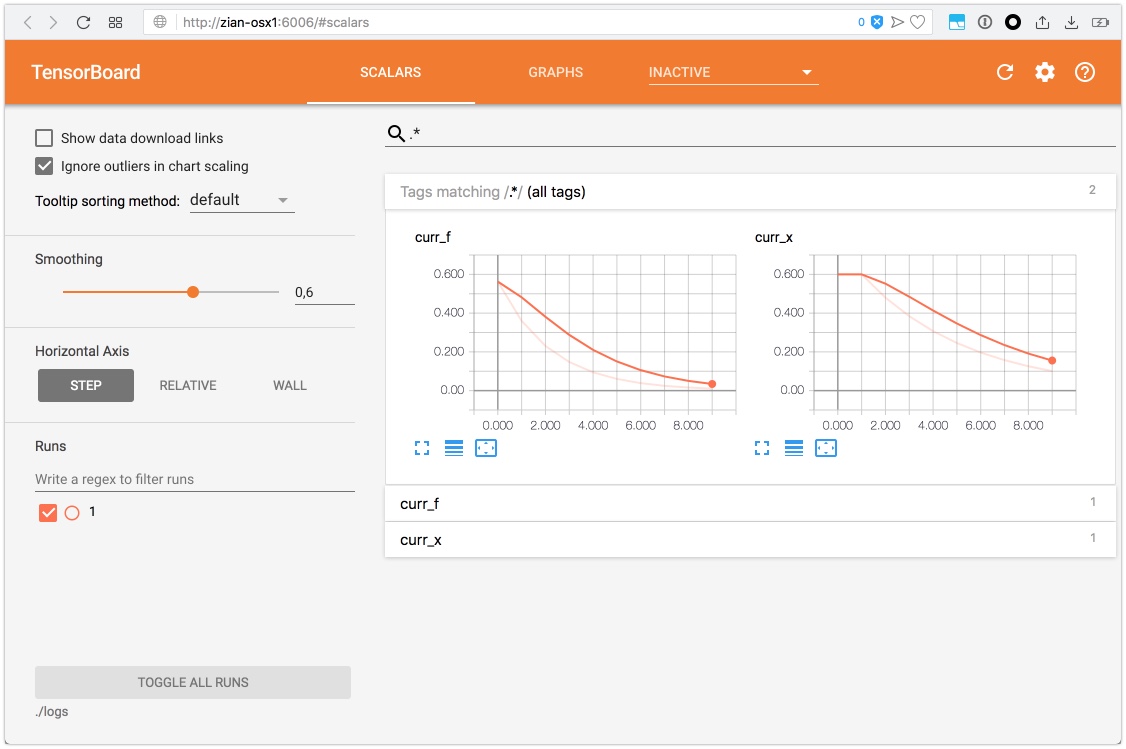 http://zian-osx1:6006/#scalars
0
TensorBoard
SCALARS
GRAPHS
INACTIVE
Show data download links
Ignore outliers in chart scaling
Tooltip sorting method: default
Smoothing
0,6
Horizontal Axis
STEP
RELATIVE
WALL
Runs
Write a regex to filter runs
1
TOGGLE ALL RUNS
./logs
.*
Tags matching /.*/ (all tags)
2
curr_f
0.600
0.400
0.200
0.00
0.000 2.000 4.000 6.000 8.000
curr_x
0.600
0.400
0.200
0.00
0.000 2.000 4.000 6.000 8.000
curr_f
1
curr_x
1